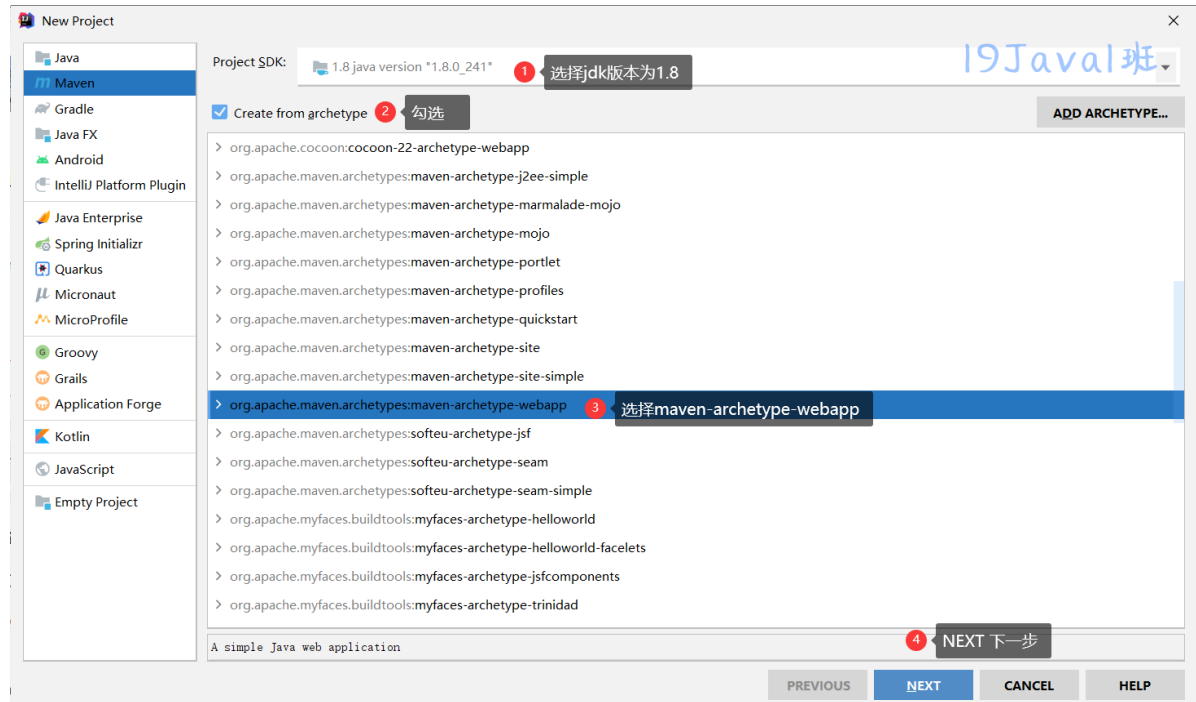 New Project
Java
Maven
Gradle
Java FX
Android
IntelliJ Platform Plugin
Java Enterprise
Spring Initializr
Quarkus
Micronaut
MicroProfile
Groovy
Grails
Application Forge
Kotlin
JavaScript
Empty Project
19Java1班
Project SDK: 1.8 java version "1.8.0_241" 1 选择jdk版本为1.8
Create from archetype 2 勾选
ADD ARCHETYPE...
org.apache.cocoon:cocoon-22-archetype-webapp
org.apache.maven.archetypes:maven-archetype-j2ee-simple
org.apache.maven.archetypes:maven-archetype-marmalade-mojo
org.apache.maven.archetypes:maven-archetype-mojo
org.apache.maven.archetypes:maven-archetype-portlet
org.apache.maven.archetypes:maven-archetype-profiles
org.apache.maven.archetypes:maven-archetype-quickstart
org.apache.maven.archetypes:maven-archetype-site
org.apache.maven.archetypes:maven-archetype-site-simple
org.apache.maven.archetypes:maven-archetype-webapp 3 选择maven-archetype-webapp
org.apache.maven.archetypes:softeu-archetype-jsf
org.apache.maven.archetypes:softeu-archetype-seam
org.apache.maven.archetypes:softeu-archetype-seam-simple
org.apache.myfaces.buildtools:myfaces-archetype-helloworld
org.apache.myfaces.buildtools:myfaces-archetype-helloworld-facelets
org.apache.myfaces.buildtools:myfaces-archetype-jsfcomponents
org.apache.myfaces.buildtools:myfaces-archetype-trinidad
A simple Java web application
4 NEXT 下一步
PREVIOUS NEXT CANCEL HELP